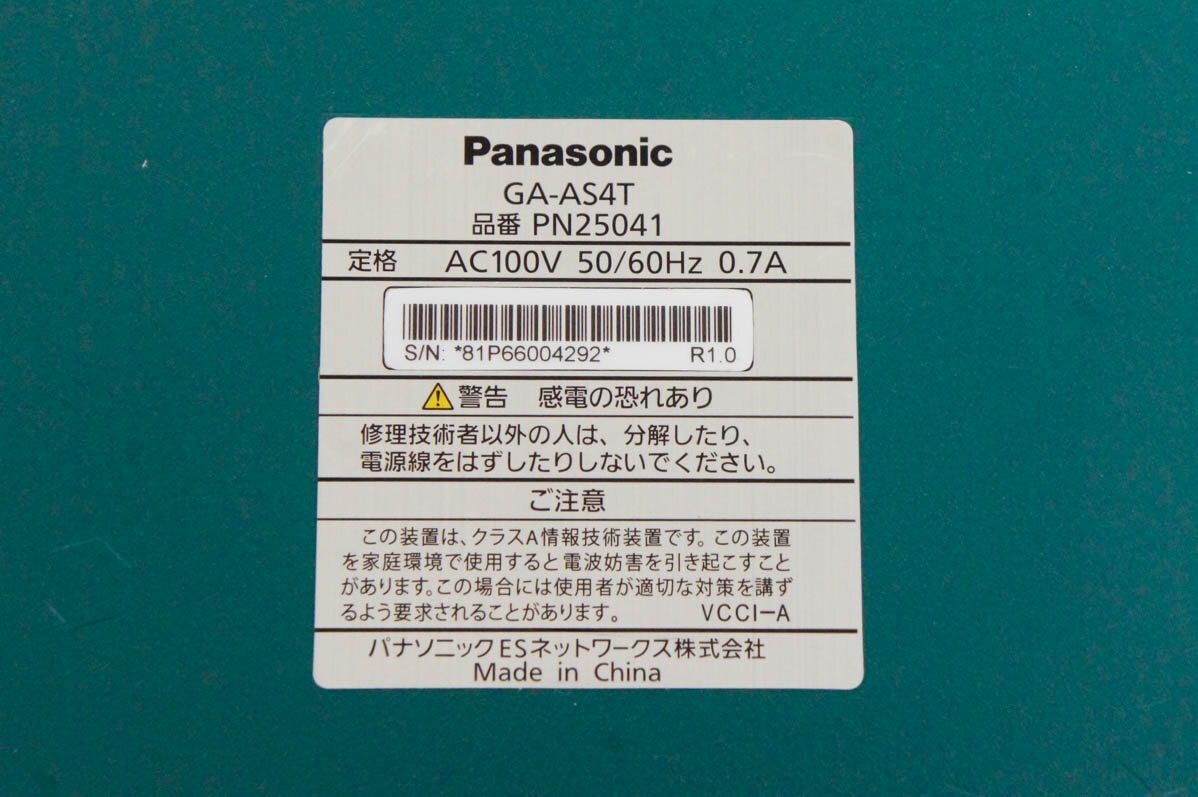 Panasonic
GA-AS4T
品番 PN25041
定格 AC100V 50/60Hz 0.7A
S/N: *81P66004292* R1.0
警告 感電の恐れあり
修理技術者以外の人は、分解したり、
電源線をはずしたりしないでください。
ご注意
この装置は、クラスA情報技術装置です。この装置
を家庭環境で使用すると電波妨害を引き起こすこと
があります。この場合には使用者が適切な対策を講ず
るよう要求されることがあります。 VCCI-A
パナソニックESネットワークス株式会社
Made in China